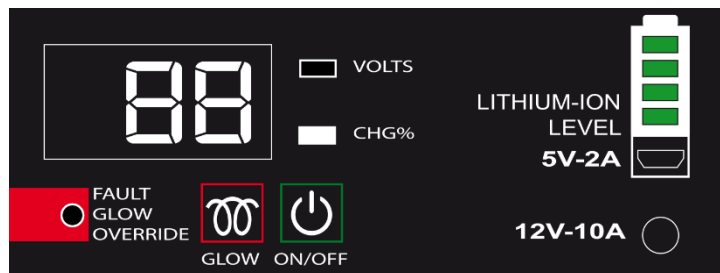 88
VOLTS
CHG%
LITHIUM-ION
LEVEL
5V-2A
FAULT
GLOW
OVERRIDE
GLOW
ON/OFF
12V-10A